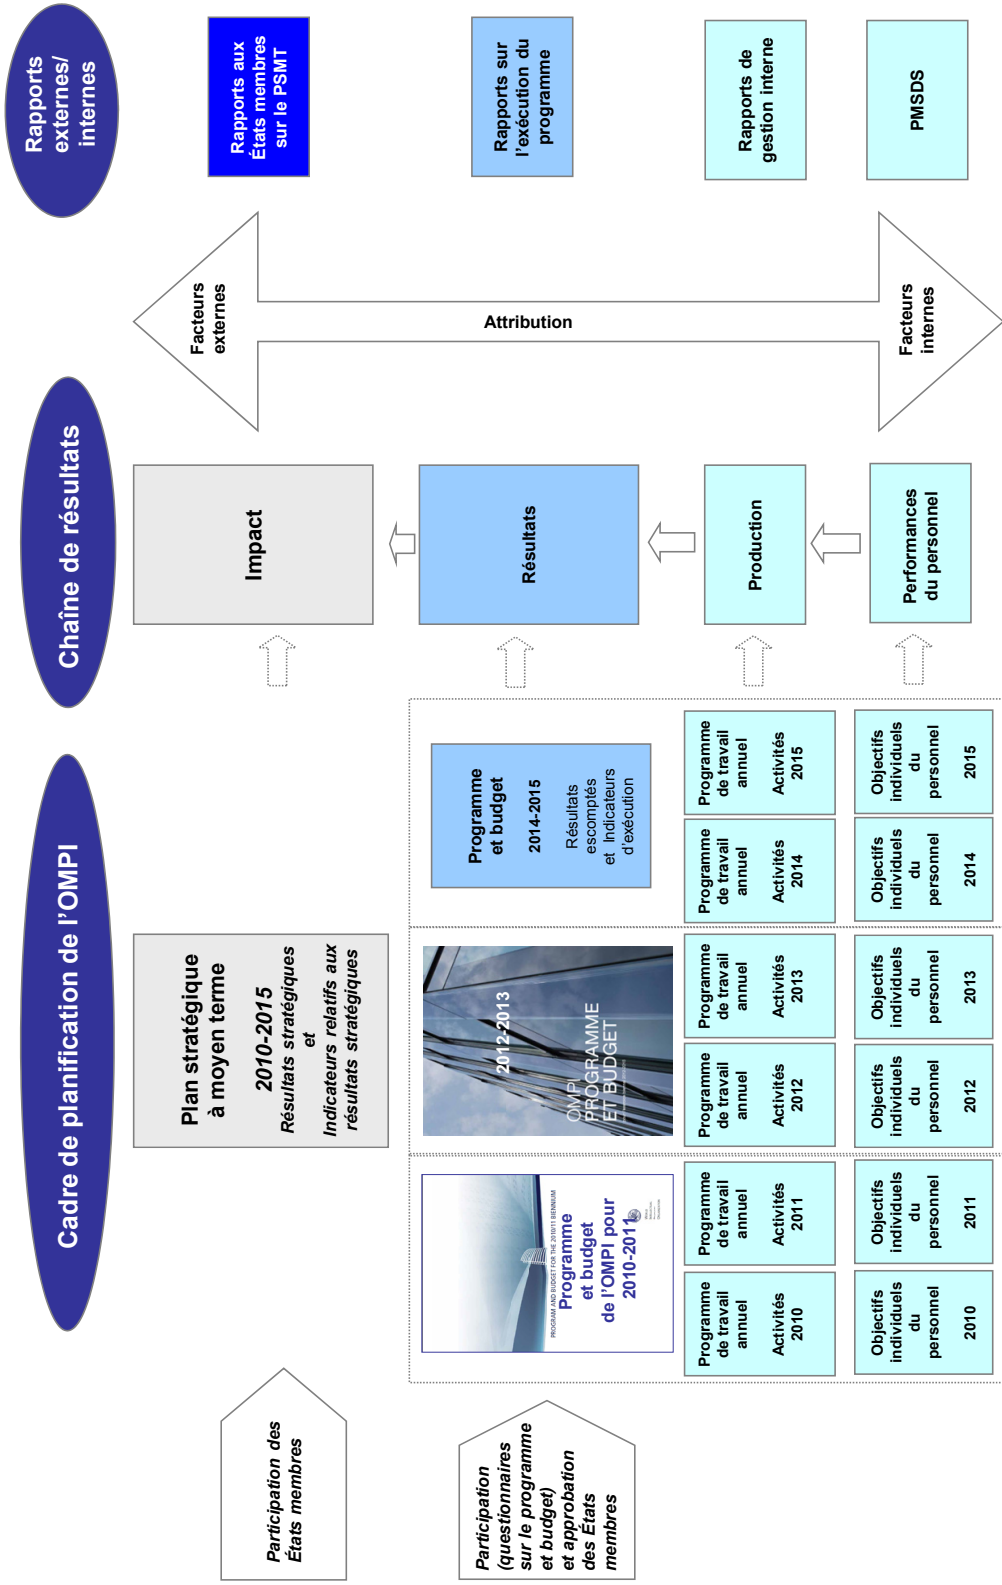 Cadre de planification de l’OMPI
Chaîne de résultats
Rapports
externes/
internes
Participation des
États membres
Plan stratégique
à moyen terme
2010-2015
Résultats stratégiques
et
Indicateurs relatifs aux
résultats stratégiques
Impact
Facteurs
externes
Rapports aux
États membres
sur le PSMT
Participation
(questionnaires
sur le programme
et budget)
et approbation
des États
membres
PROGRAM AND BUDGET FOR THE 2010/11 BIENNIUM
Programme
et budget
de l’OMPI pour
2010-2011
2012-2013
OMPI
PROGRAMME
ET BUDGET
Programme
et budget
2014-2015
Résultats
escomptés
et Indicateurs
d’exécution
Résultats
Attribution
Rapports sur
l’exécution du
programme
Programme
de travail
annuel
Activités
2010
Programme
de travail
annuel
Activités
2011
Programme
de travail
annuel
Activités
2012
Programme
de travail
annuel
Activités
2013
Programme
de travail
annuel
Activités
2014
Programme
de travail
annuel
Activités
2015
Production
Rapports de
gestion interne
Objectifs
individuels
du
personnel
2010
Objectifs
individuels
du
personnel
2011
Objectifs
individuels
du
personnel
2012
Objectifs
individuels
du
personnel
2013
Objectifs
individuels
du
personnel
2014
Objectifs
individuels
du
personnel
2015
Performances
du personnel
Facteurs
internes
PMSDS